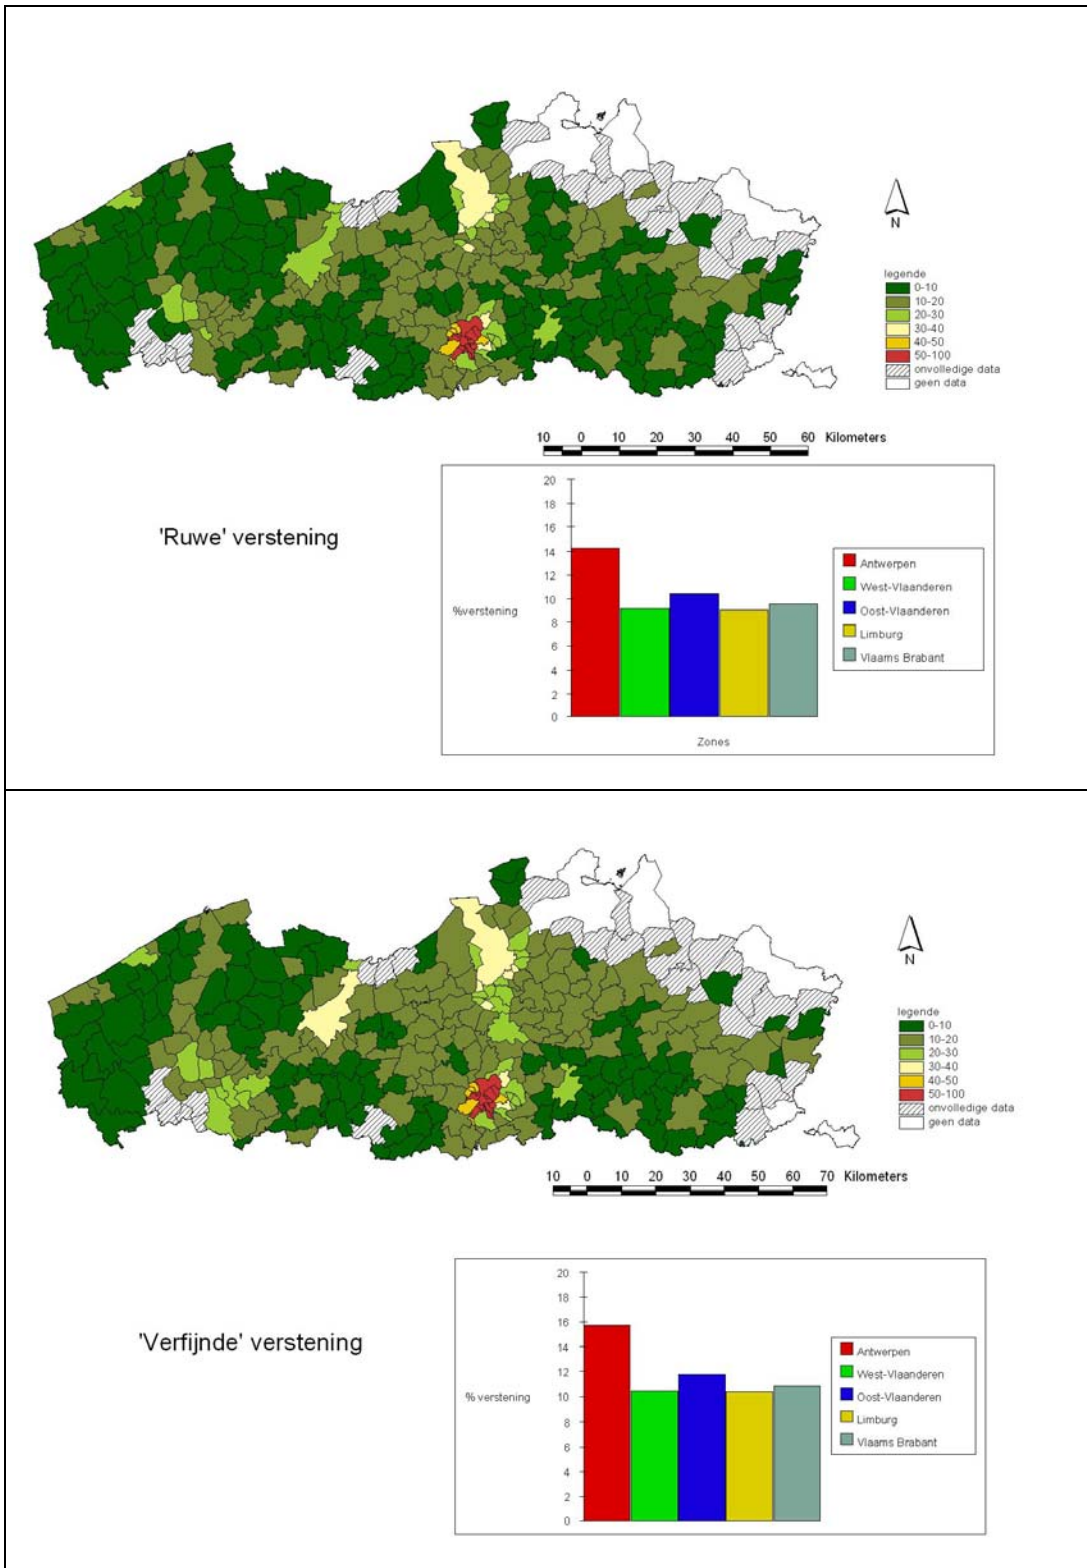 N
legende
0-10
10-20
20-30
30-40
40-50
50-100
onvolledige data
geen data
10 0 10 20 30 40 50 60 Kilometers
'Ruwe' verstening
20
18
16
14
12
10
8
6
4
2
0
%verstening
Zones
Antwerpen
West-Vlaanderen
Oost-Vlaanderen
Limburg
Vlaams Brabant
N
legende
0-10
10-20
20-30
30-40
40-50
50-100
onvolledige data
geen data
10 0 10 20 30 40 50 60 70 Kilometers
'Verfijnde' verstening
20
18
16
14
12
10
8
6
4
2
0
% verstening
Antwerpen
West-Vlaanderen
Oost-Vlaanderen
Limburg
Vlaams Brabant